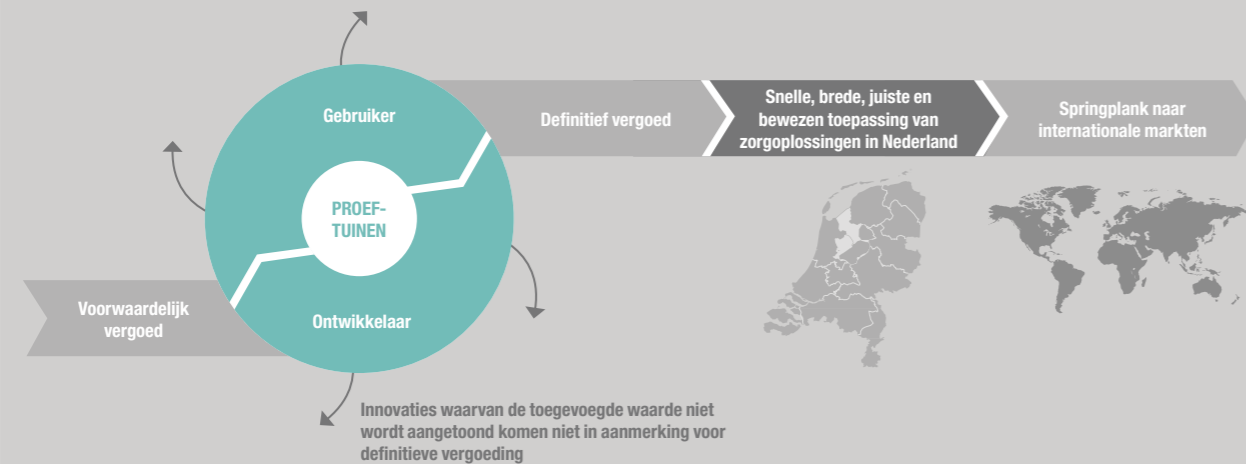 Gebruiker
PROEF-
TUINEN
Ontwikkelaar
Voorwaardelijk
vergoed
Definitief vergoed
Snelle, brede, juiste en
bewezen toepassing van
zorgoplossingen in Nederland
Springplank naar
internationale markten
Innovaties waarvan de toegevoegde waarde niet
wordt aangetoond komen niet in aanmerking voor
definitieve vergoeding